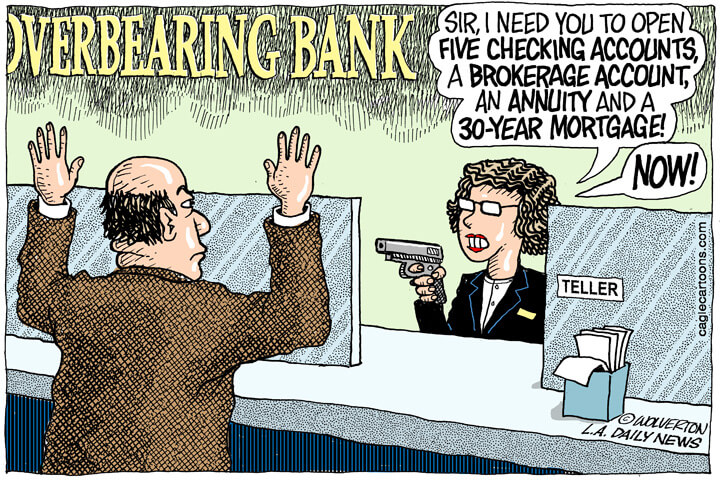 OVERBEARING BANK
SIR, I NEED YOU TO OPEN
FIVE CHECKING ACCOUNTS,
A BROKERAGE ACCOUNT,
AN ANNUITY AND A
30-YEAR MORTGAGE!
NOW!
TELLER
caglecartoons.com
©WOLVERTON
L.A. DAILY NEWS